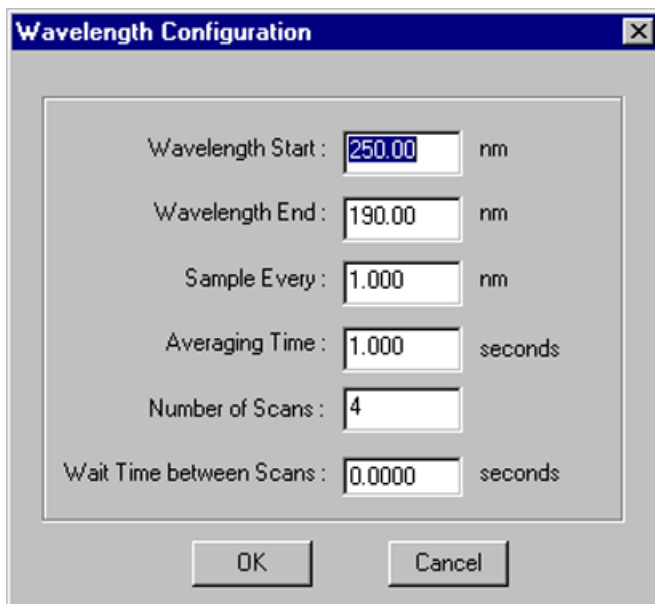 Wavelength Configuration
Wavelength Start : 250.00 nm
Wavelength End : 190.00 nm
Sample Every : 1.000 nm
Averaging Time : 1.000 seconds
Number of Scans : 4
Wait Time between Scans : 0.0000 seconds
OK Cancel